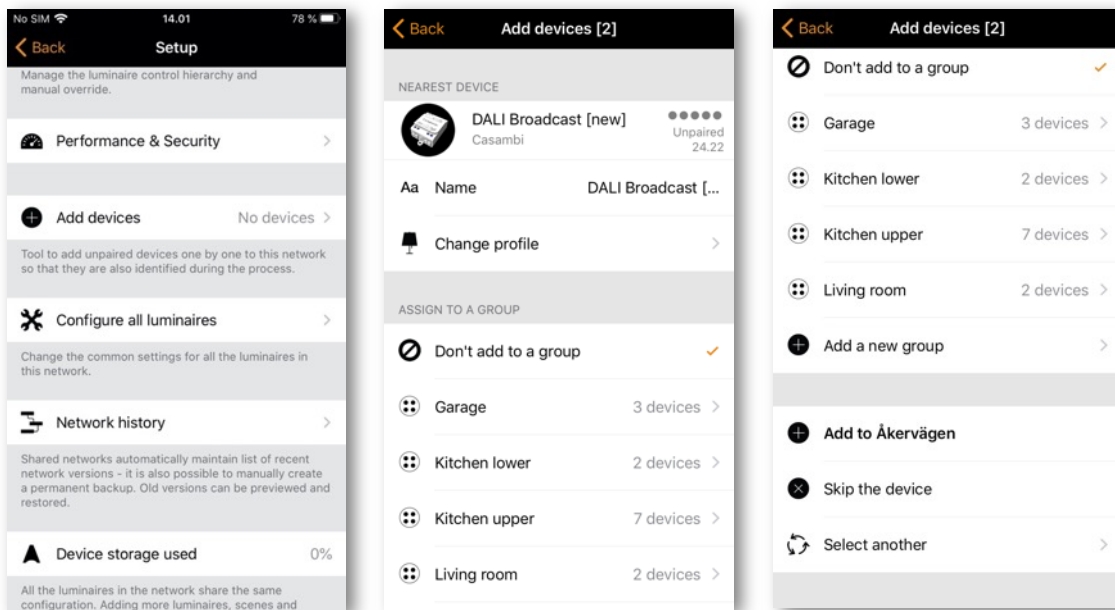 No SIM 14.01 78 %
Back Setup
Manage the luminaire control hierarchy and
manual override.
Performance & Security
Add devices No devices
Tool to add unpaired devices one by one to this network
so that they are also identified during the process.
Configure all luminaires
Change the common settings for all the luminaires in
this network.
Network history
Shared networks automatically maintain list of recent
network versions - it is also possible to manually create
a permanent backup. Old versions can be previewed and
restored.
Device storage used 0%
All the luminaires in the network share the same
configuration. Adding more luminaires, scenes and
Back Add devices [2]
NEAREST DEVICE
DALI Broadcast [new]
Casambi
Unpaired
24.22
Aa Name DALI Broadcast [...
Change profile
ASSIGN TO A GROUP
Don't add to a group
Garage 3 devices
Kitchen lower 2 devices
Kitchen upper 7 devices
Living room 2 devices
Back Add devices [2]
Don't add to a group
Garage 3 devices
Kitchen lower 2 devices
Kitchen upper 7 devices
Living room 2 devices
Add a new group
Add to Åkervägen
Skip the device
Select another